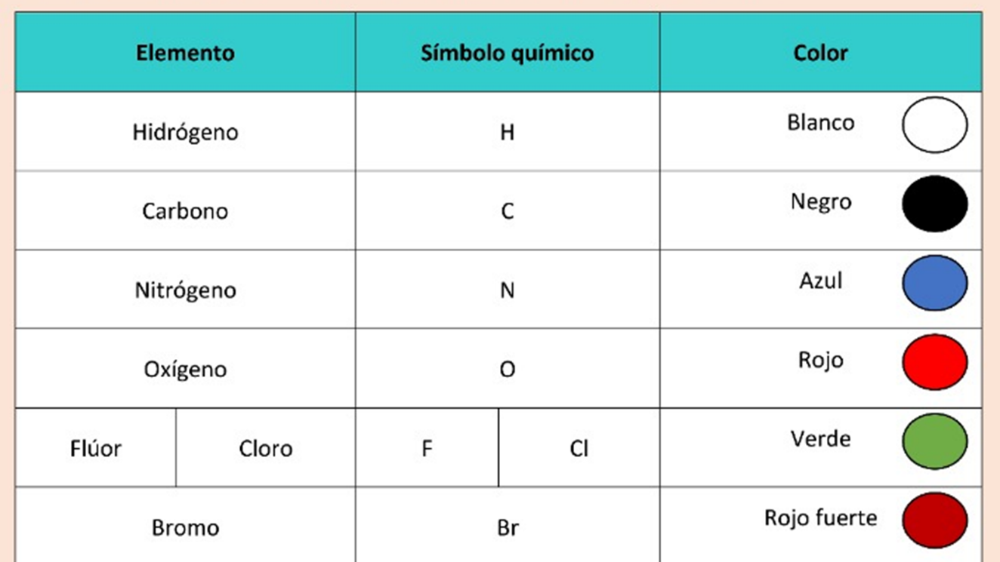 Elemento Símbolo químico Color
Hidrógeno H Blanco
Carbono C Negro
Nitrógeno N Azul
Oxígeno O Rojo
Flúor Cloro F Cl Verde
Bromo Br Rojo fuerte